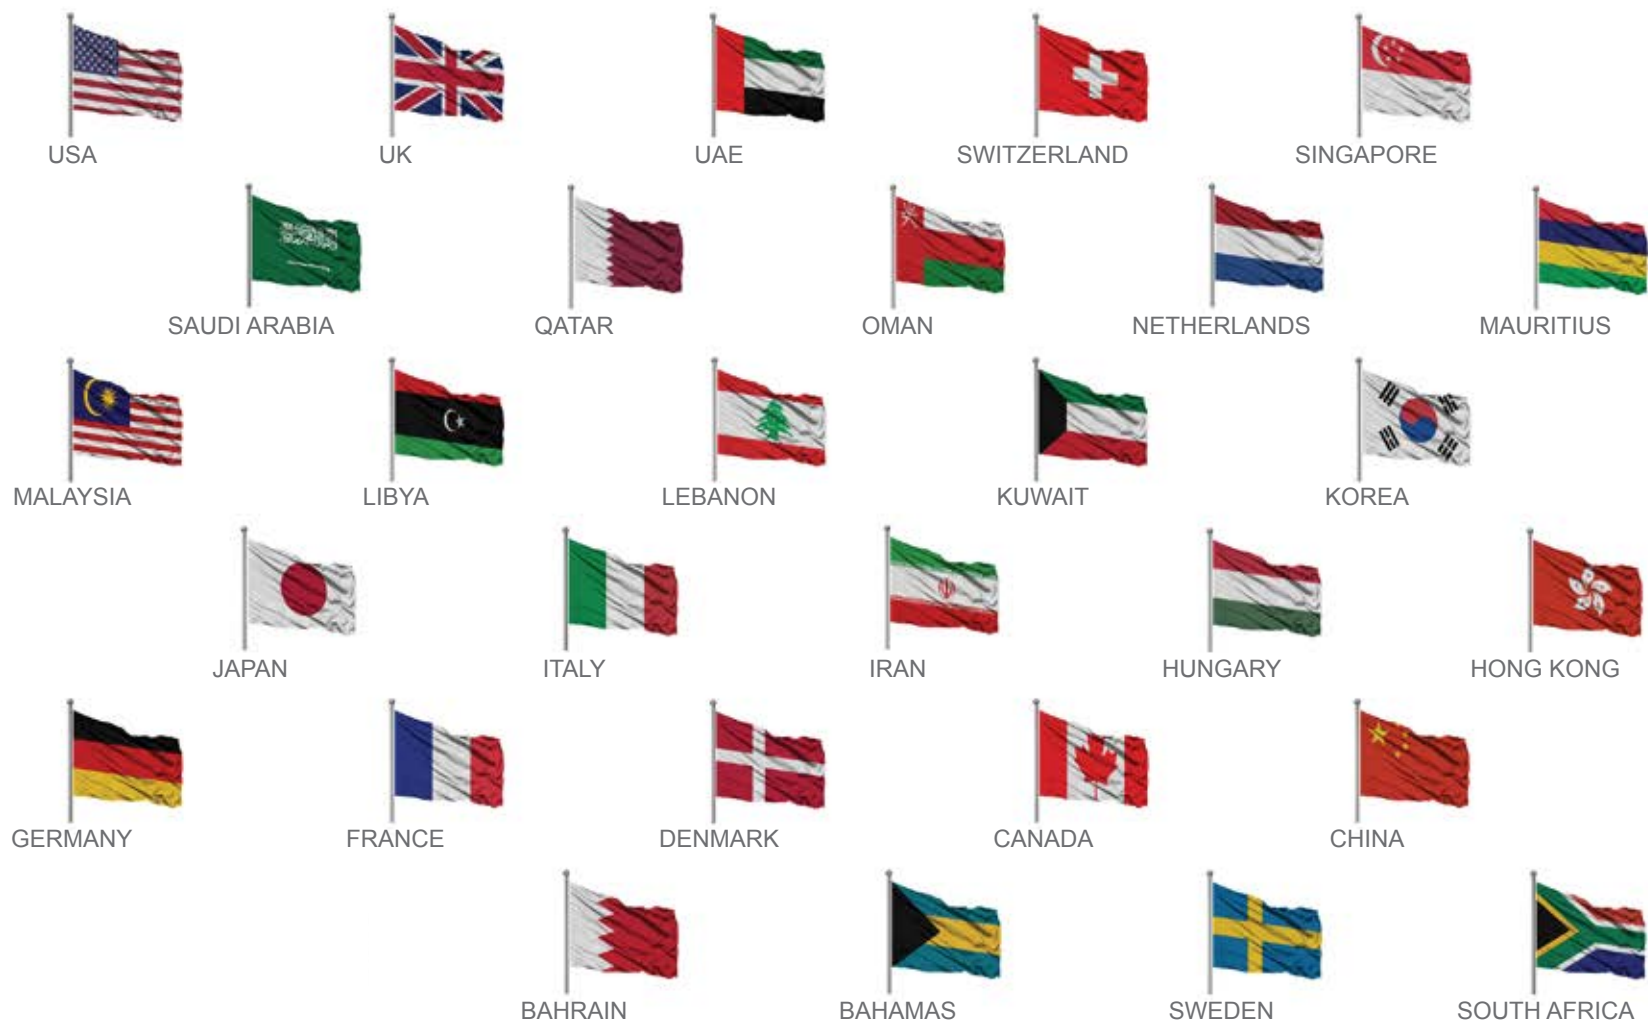 USA
UK
UAE
SWITZERLAND
SINGAPORE
SAUDI ARABIA
QATAR
OMAN
NETHERLANDS
MAURITIUS
MALAYSIA
LIBYA
LEBANON
KUWAIT
KOREA
JAPAN
ITALY
IRAN
HUNGARY
HONG KONG
GERMANY
FRANCE
DENMARK
CANADA
CHINA
BAHRAIN
BAHAMAS
SWEDEN
SOUTH AFRICA